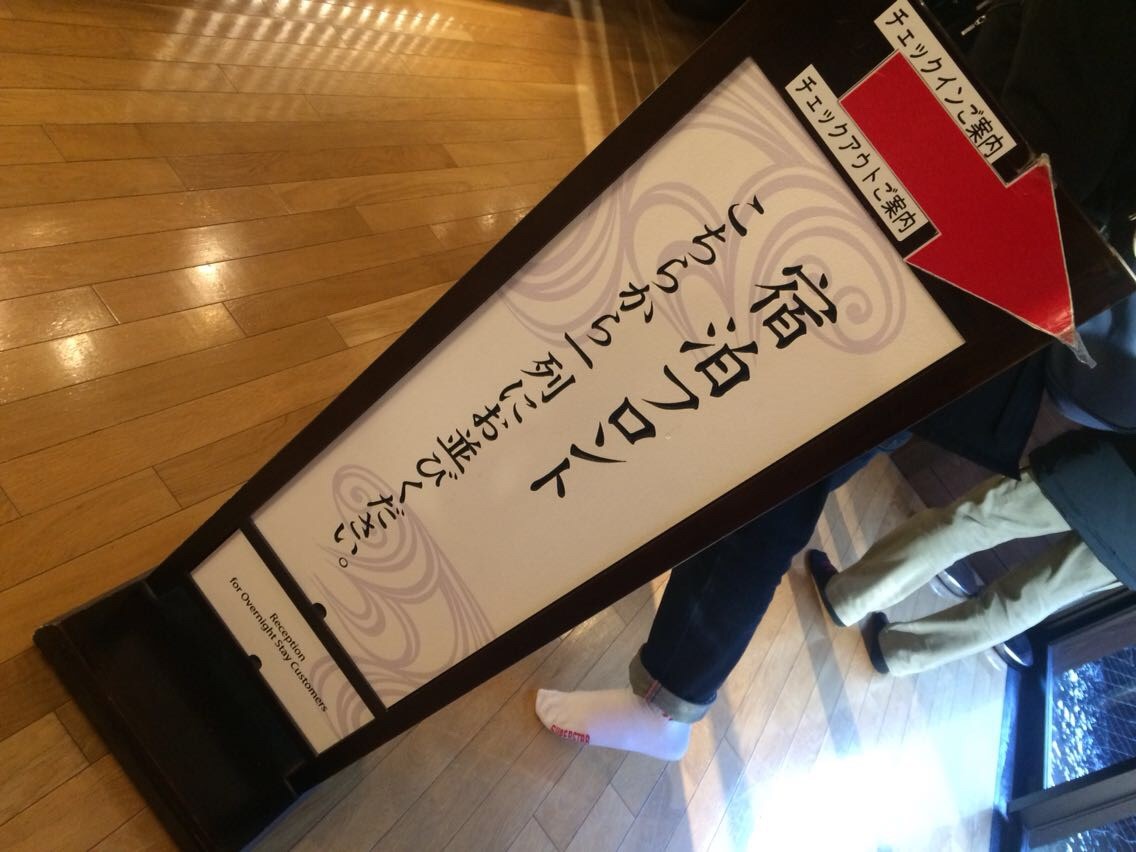 チェックインご案内
チェックアウトご案内
宿泊フロント
こちらから一列にお並びください。
Reception
for Overnight Stay Customers
SUPERSTAR